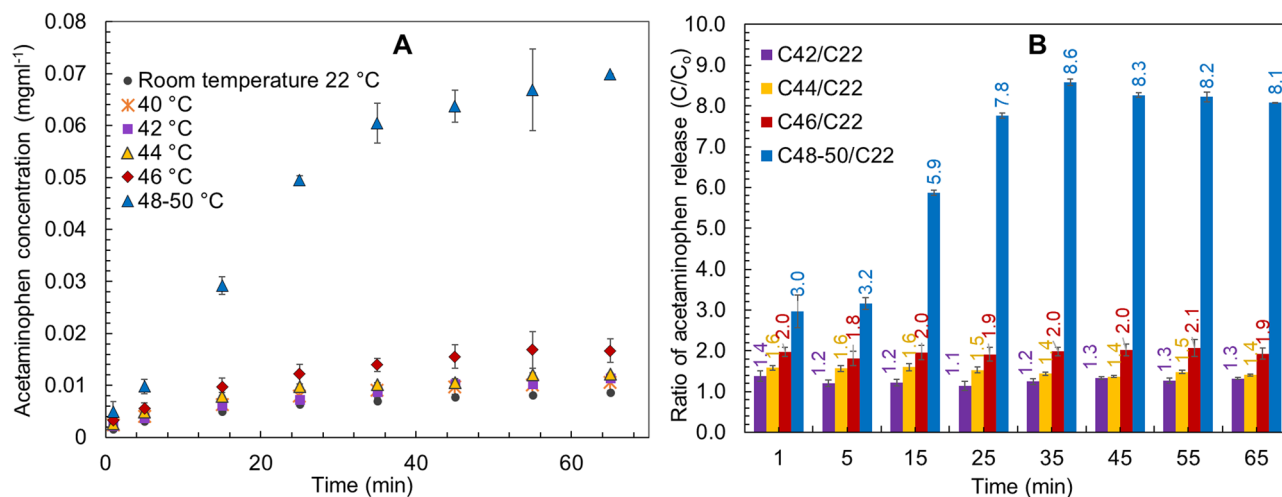 A
Acetaminophen concentration (mgml-1)
0.08
0.07
0.06
0.05
0.04
0.03
0.02
0.01
0
Room temperature 22 °C
40 °C
42 °C
44 °C
46 °C
48-50 °C
0 20 40 60
Time (min)
B
Ratio of acetaminophen release (C/Co)
10.0
9.0
8.0
7.0
6.0
5.0
4.0
3.0
2.0
1.0
0.0
C42/C22
C44/C22
C46/C22
C48-50/C22
1.4 1.6 2.0 3.0
1.2 1.6 1.8 3.2
1.2 1.6 2.0 5.9
1.1 1.5 1.9 7.8
1.2 1.4 2.0 8.6
1.3 1.4 2.0 8.3
1.3 1.5 2.1 8.2
1.3 1.4 1.9 8.1
1 5 15 25 35 45 55 65
Time (min)